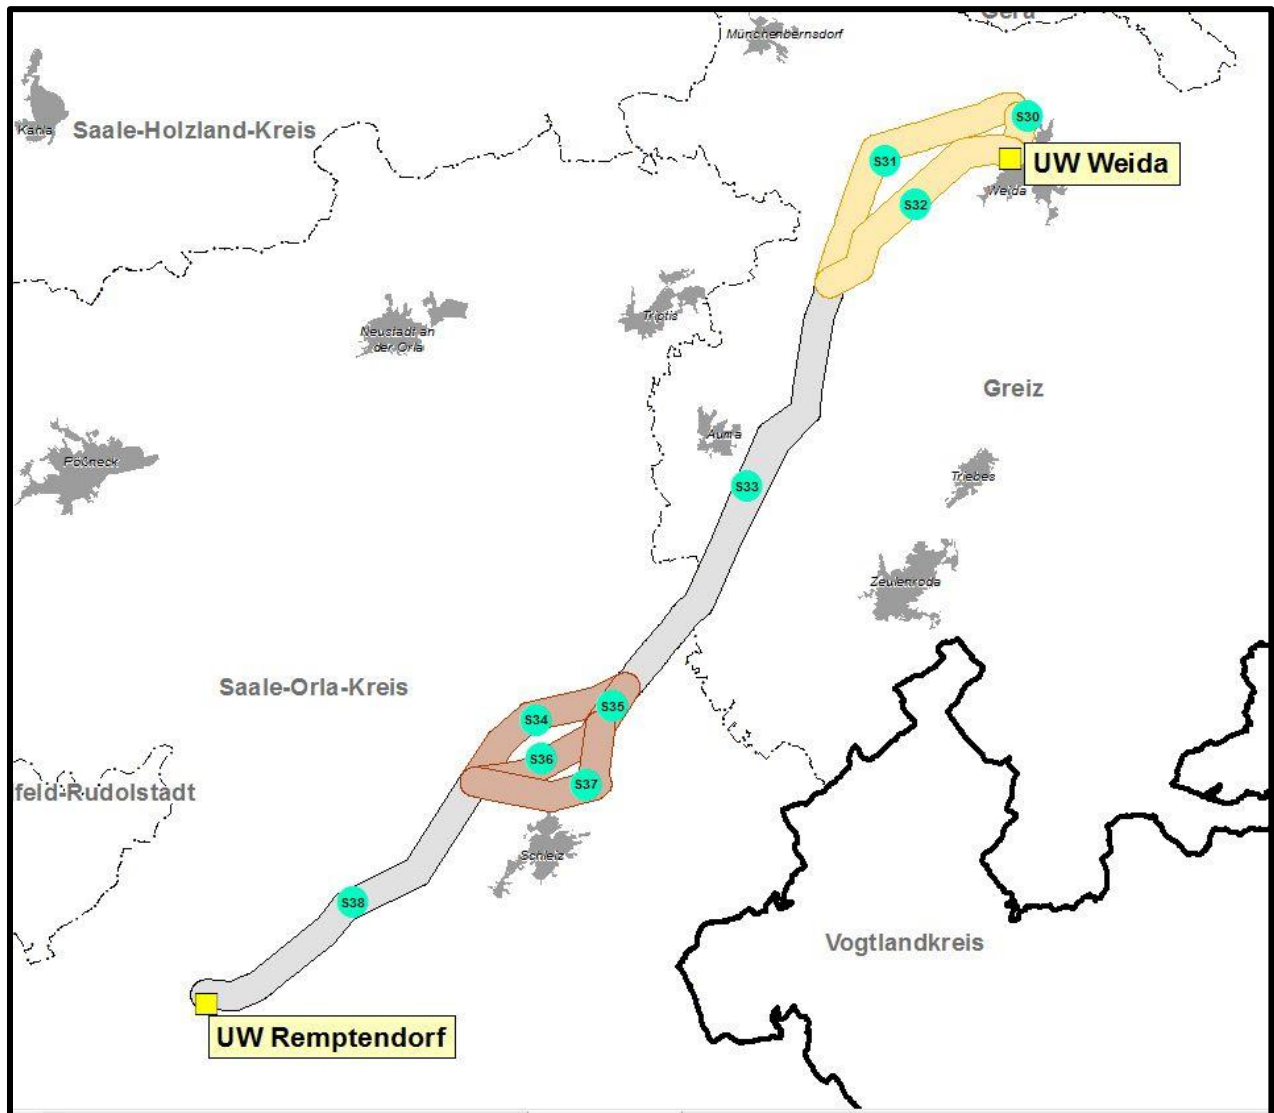 Gera
Münchenbernsdorf
Kahla
Saale-Holzland-Kreis
S30
S31
UW Weida
Weida
S32
Triptis
Neustadt an
der Orla
Greiz
Auma
Pößneck
Triebes
S33
Zeulenroda
Saale-Orla-Kreis
S35
S34
S36
S37
lfeld-Rudolstadt
Schleiz
S38
Vogtlandkreis
UW Remptendorf